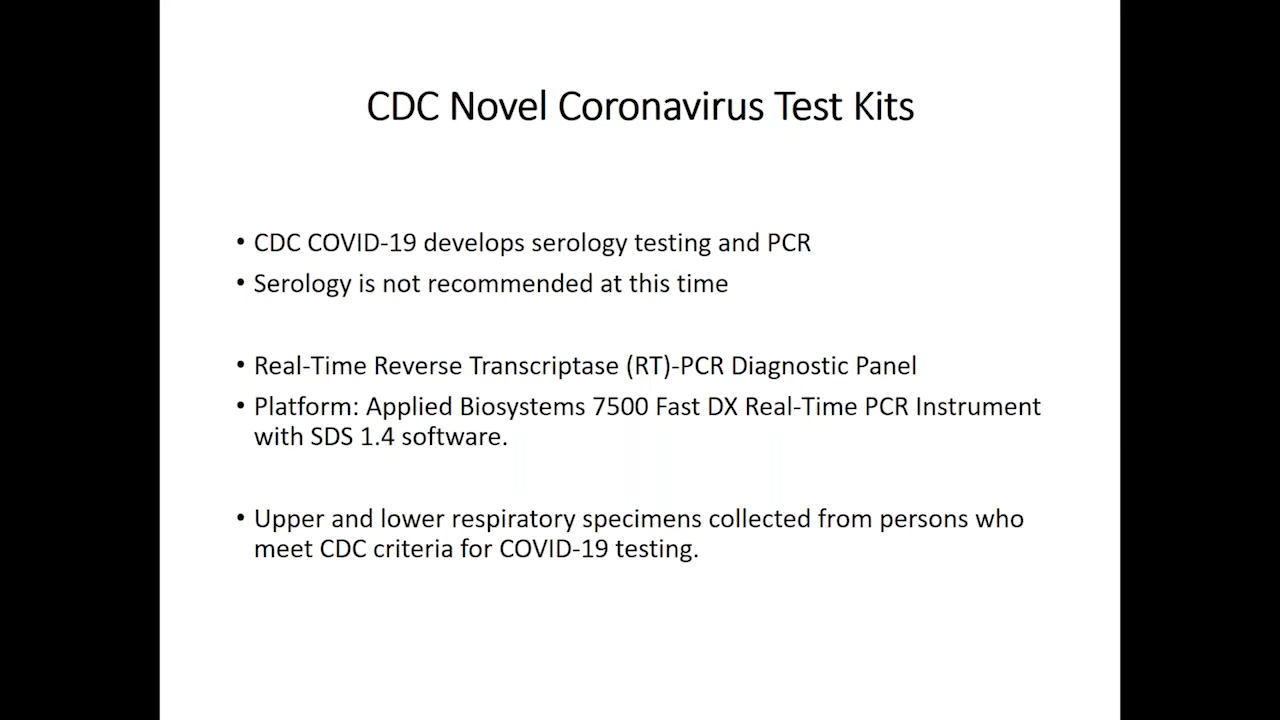 CDC Novel Coronavirus Test Kits
• CDC COVID-19 develops serology testing and PCR
• Serology is not recommended at this time
• Real-Time Reverse Transcriptase (RT)-PCR Diagnostic Panel
• Platform: Applied Biosystems 7500 Fast DX Real-Time PCR Instrument
with SDS 1.4 software.
• Upper and lower respiratory specimens collected from persons who
meet CDC criteria for COVID-19 testing.